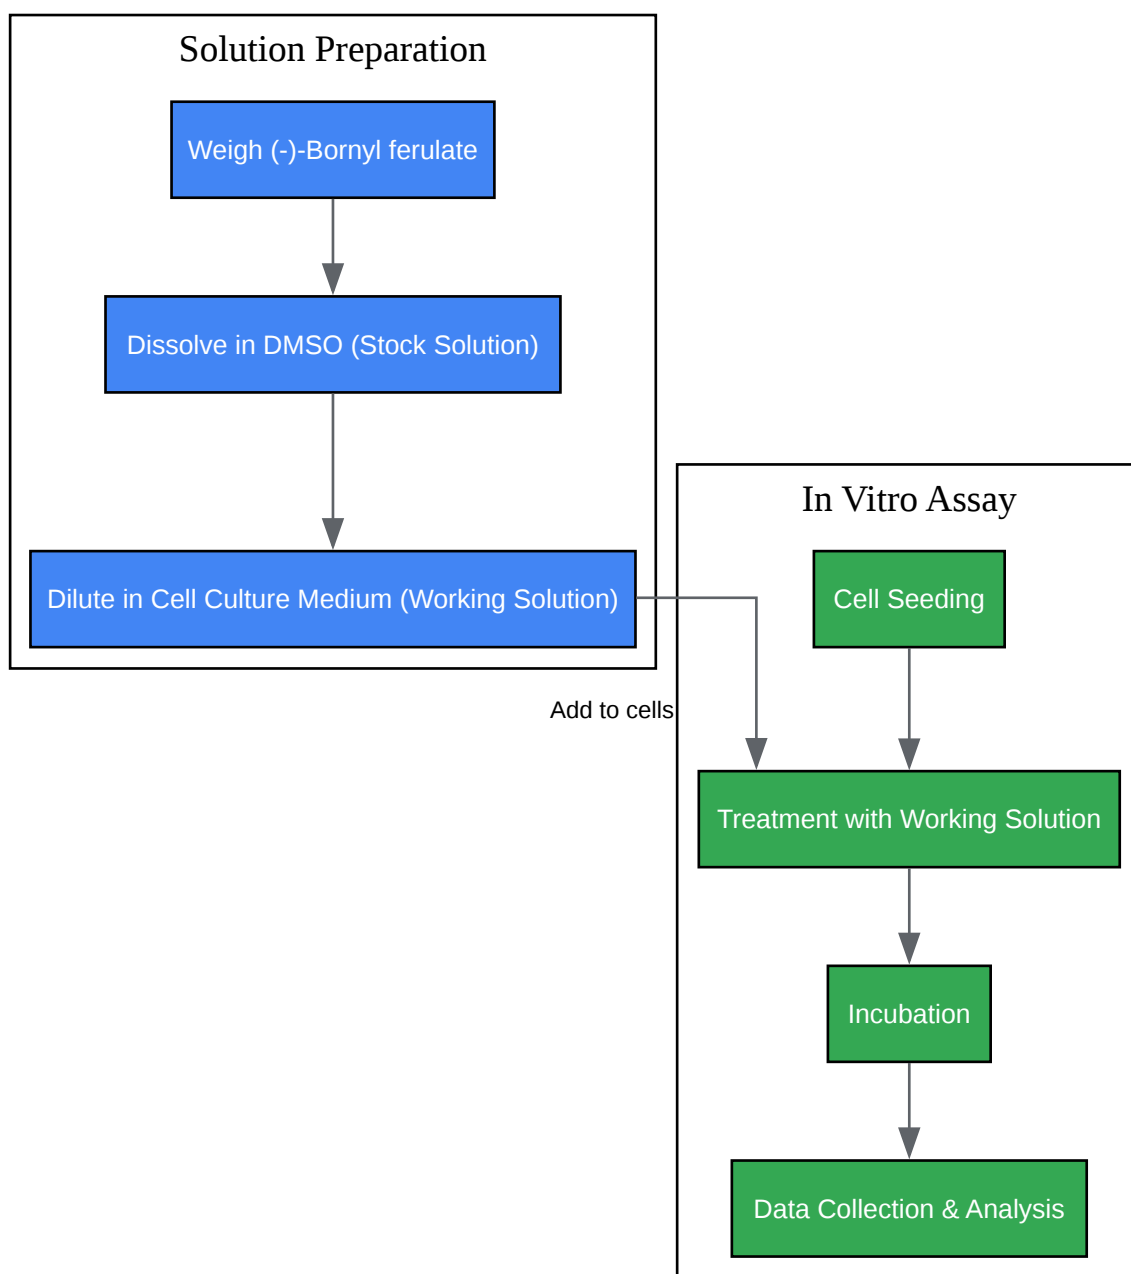 Solution Preparation
Weigh (-)-Bornyl ferulate
Dissolve in DMSO (Stock Solution)
Dilute in Cell Culture Medium (Working Solution)
Add to cells
In Vitro Assay
Cell Seeding
Treatment with Working Solution
Incubation
Data Collection & Analysis